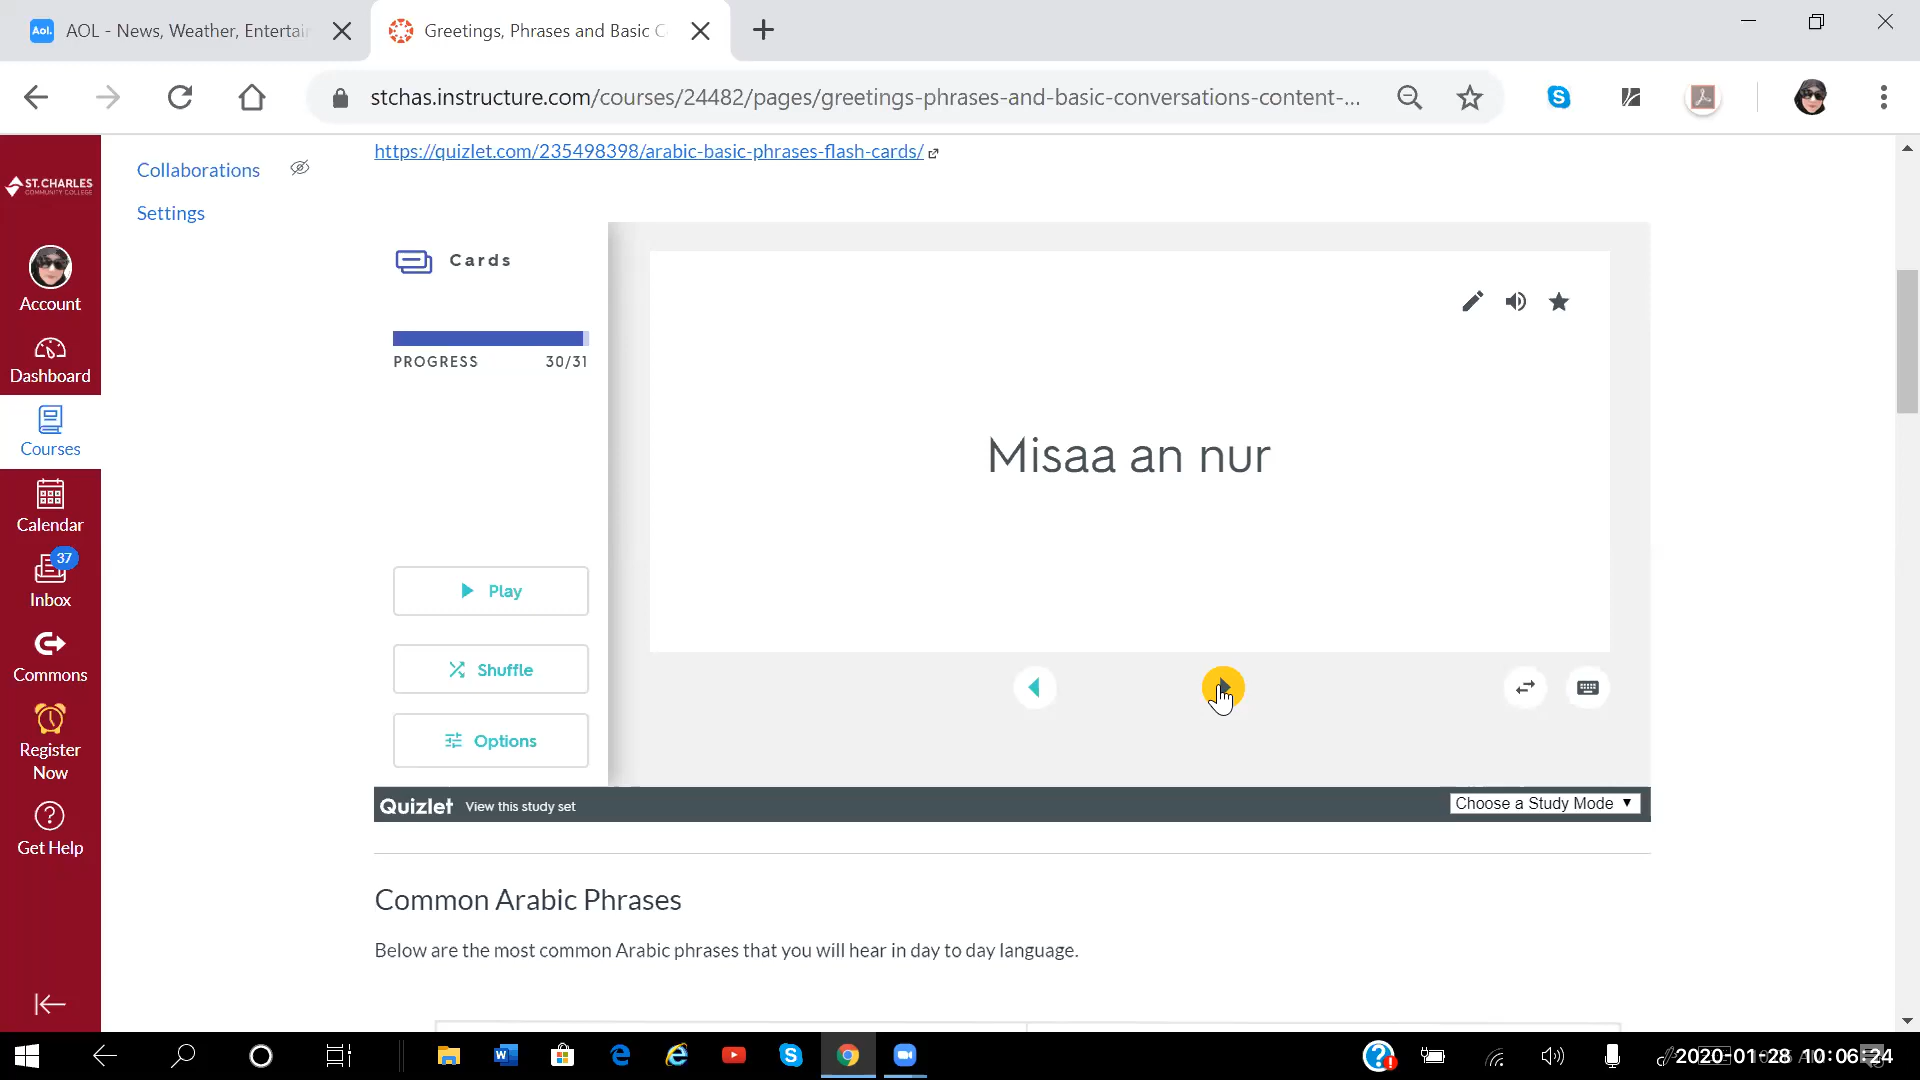 AOL - News, Weather, Entertai
Greetings, Phrases and Basic C
stchas.instructure.com/courses/24482/pages/greetings-phrases-and-basic-conversations-content-...
ST.CHARLES
COMMUNITY COLLEGE
Account
Dashboard
Courses
Calendar
37
Inbox
Commons
Register
Now
Get Help
Collaborations
Settings
https://quizlet.com/235498398/arabic-basic-phrases-flash-cards/
Cards
PROGRESS 30/31
Play
Shuffle
Options
Misaa an nur
Quizlet View this study set
Choose a Study Mode
Common Arabic Phrases
Below are the most common Arabic phrases that you will hear in day to day language.
2020-01-28 10:06:24